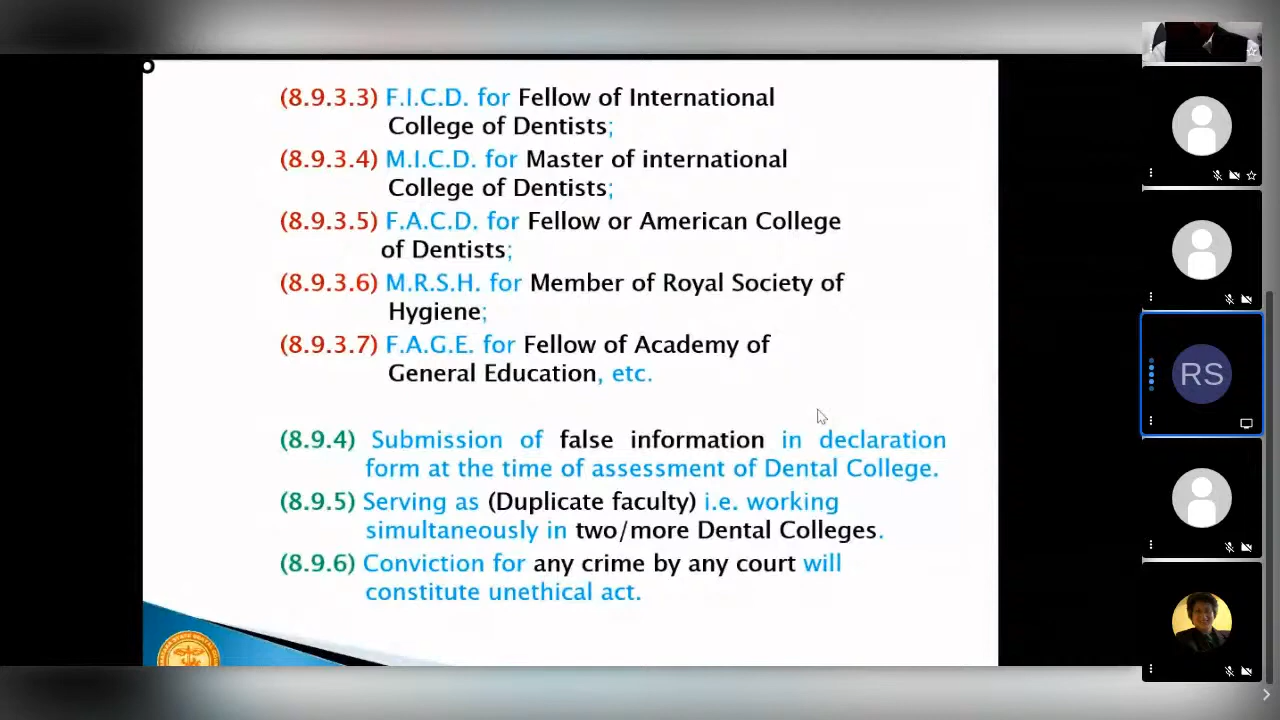 (8.9.3.3) F.I.C.D. for Fellow of International
College of Dentists;
(8.9.3.4) M.I.C.D. for Master of international
College of Dentists;
(8.9.3.5) F.A.C.D. for Fellow or American College
of Dentists;
(8.9.3.6) M.R.S.H. for Member of Royal Society of
Hygiene;
(8.9.3.7) F.A.G.E. for Fellow of Academy of
General Education, etc.
(8.9.4) Submission of false information in declaration
form at the time of assessment of Dental College.
(8.9.5) Serving as (Duplicate faculty) i.e. working
simultaneously in two/more Dental Colleges.
(8.9.6) Conviction for any crime by any court will
constitute unethical act.
RS